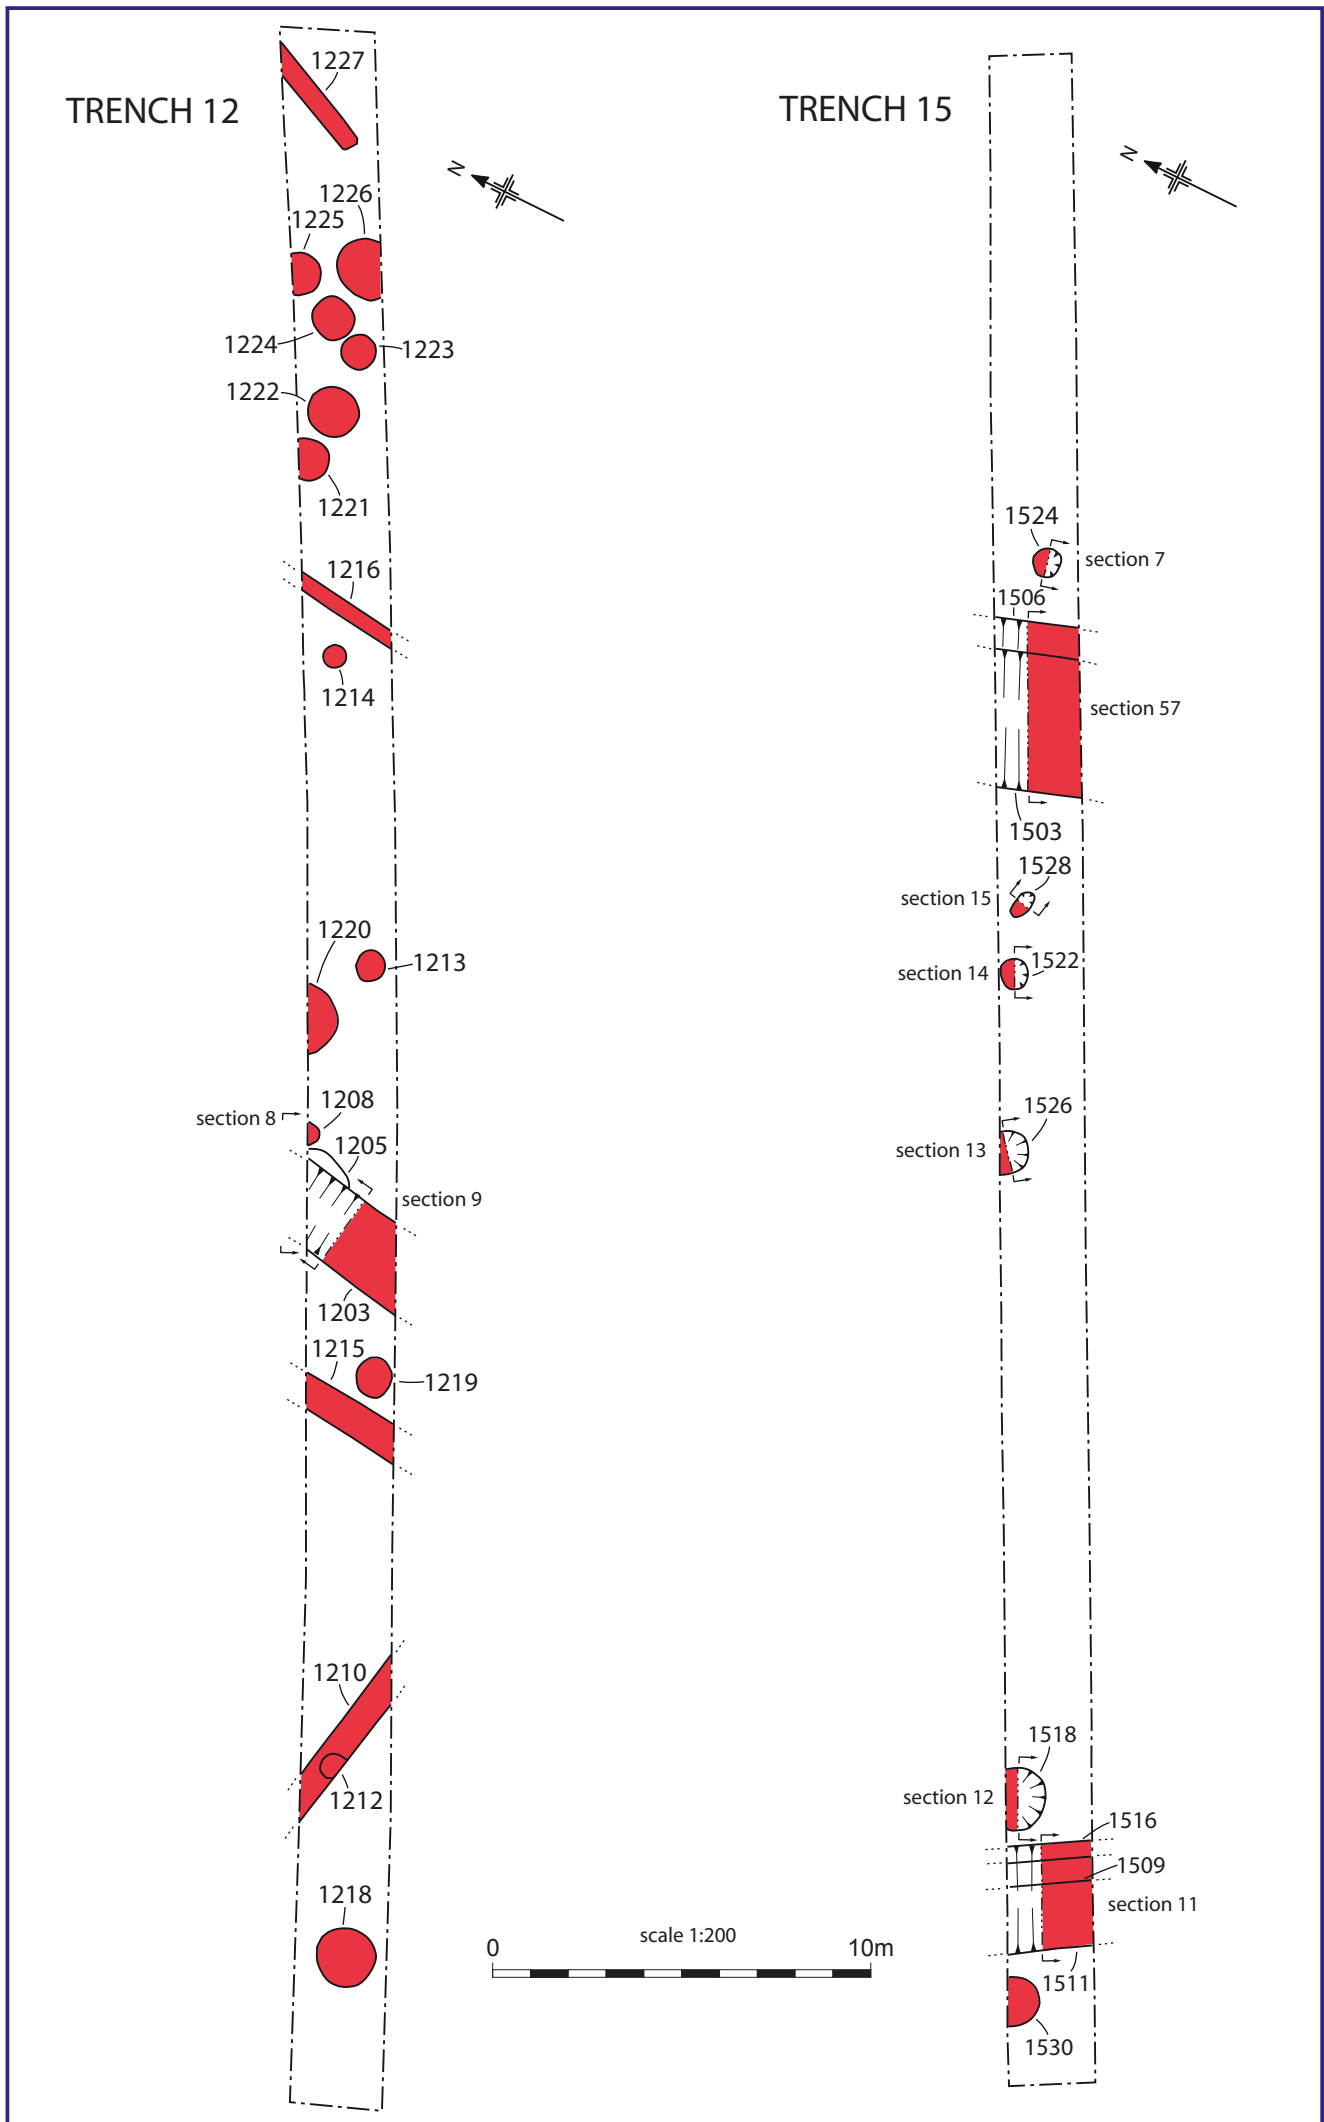 TRENCH 12
1227
N
1226
1225
1224
1223
1222
1221
1216
1214
1220
1213
section 8
1208
1205
section 9
1203
1215
1219
1210
1212
1218
TRENCH 15
N
1524
section 7
1506
section 57
1503
1528
section 15
1522
section 14
1526
section 13
1518
section 12
1516
1509
section 11
1511
1530
scale 1:200
0 10m